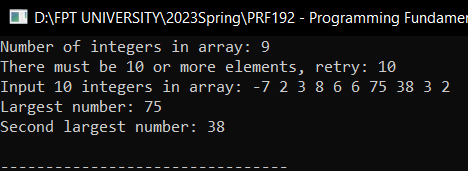 D:\FPT UNIVERSITY\2023Spring\PRF192 - Programming Fundame
Number of integers in array: 9
There must be 10 or more elements, retry: 10
Input 10 integers in array: -7 2 3 8 6 6 75 38 3 2
Largest number: 75
Second largest number: 38
--------------------------------